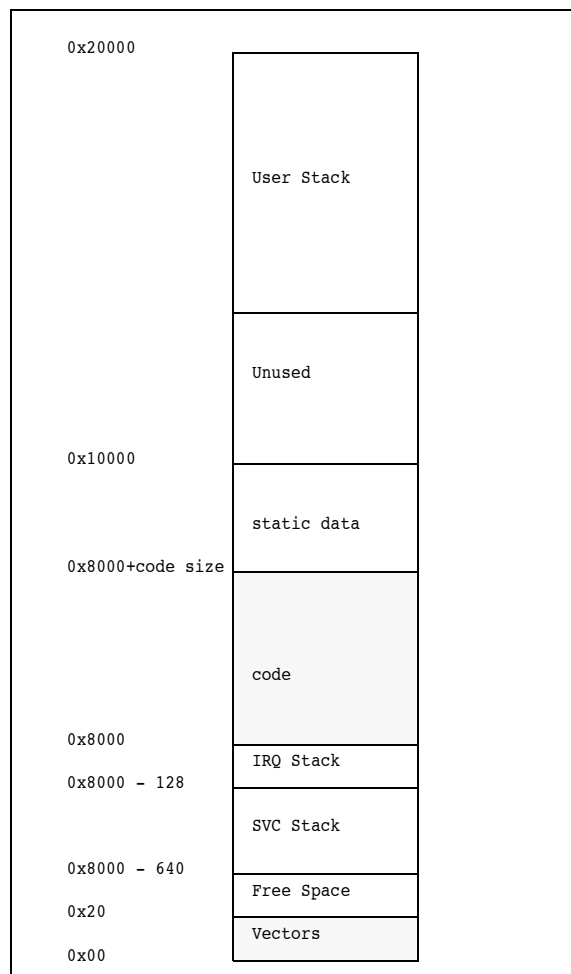 0x20000
User Stack
Unused
0x10000
static data
0x8000+code size
code
0x8000
IRQ Stack
0x8000 - 128
SVC Stack
0x8000 - 640
Free Space
0x20
Vectors
0x00